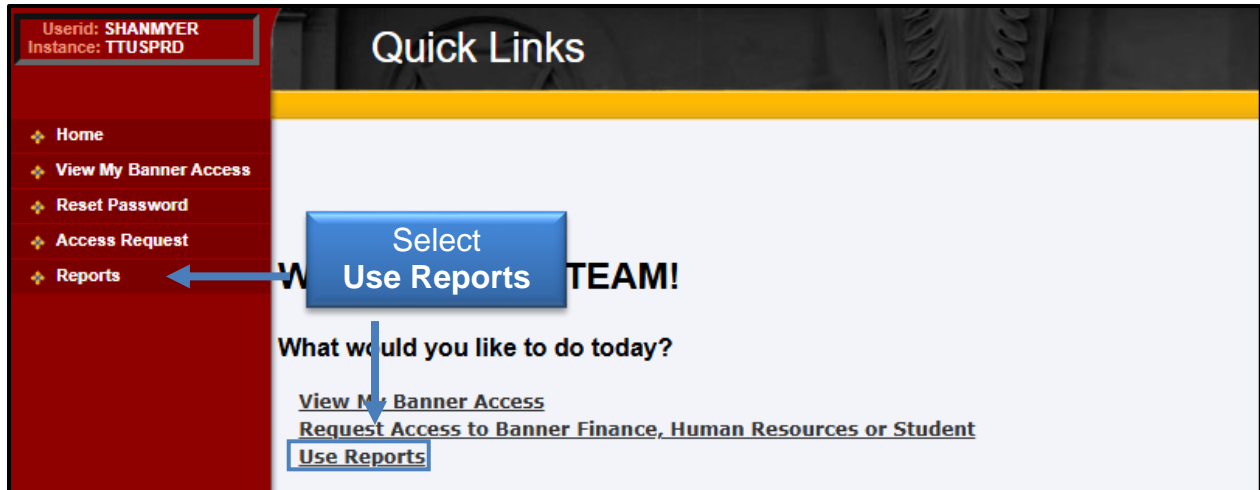 Userid: SHANMYER
Instance: TTUSPRD
Quick Links
Home
View My Banner Access
Reset Password
Access Request
Reports
Select
Use Reports
TEAM!
What would you like to do today?
View My Banner Access
Request Access to Banner Finance, Human Resources or Student
Use Reports